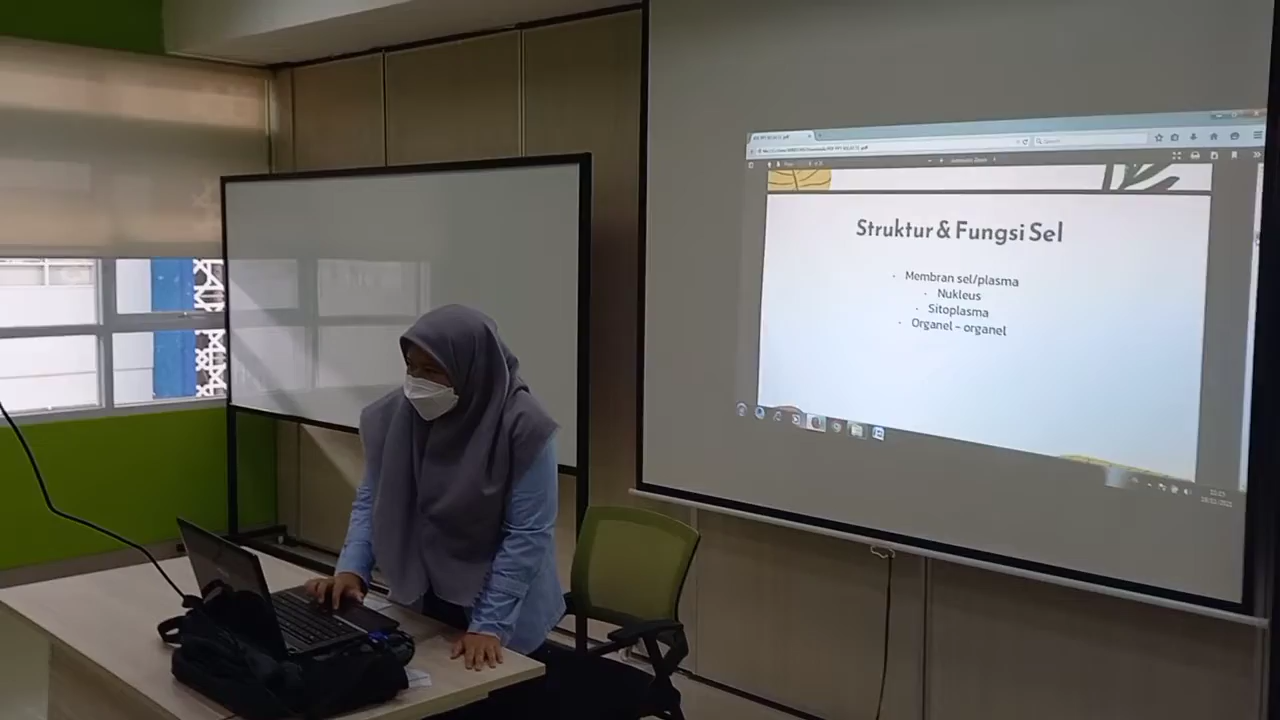 Struktur & Fungsi Sel
· Membran sel/plasma
· Nukleus
· Sitoplasma
· Organel – organel